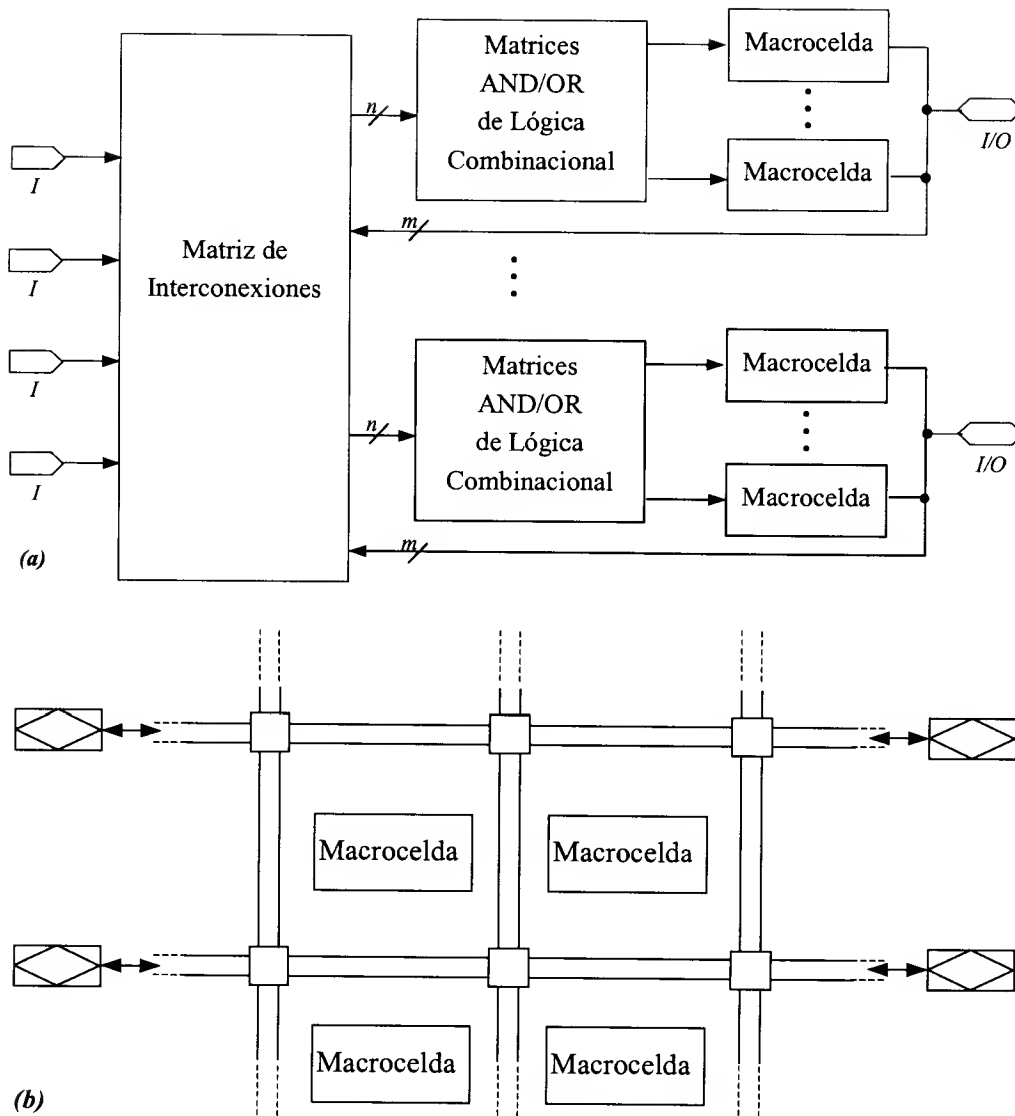 Matrices
AND/OR
de Lógica
Combinacional
Macrocelda
Macrocelda
n
I/O
I
I
I
I
Matriz de
Interconexiones
m
Matrices
AND/OR
de Lógica
Combinacional
Macrocelda
Macrocelda
n
I/O
m
(a)
Macrocelda
Macrocelda
Macrocelda
Macrocelda
(b)